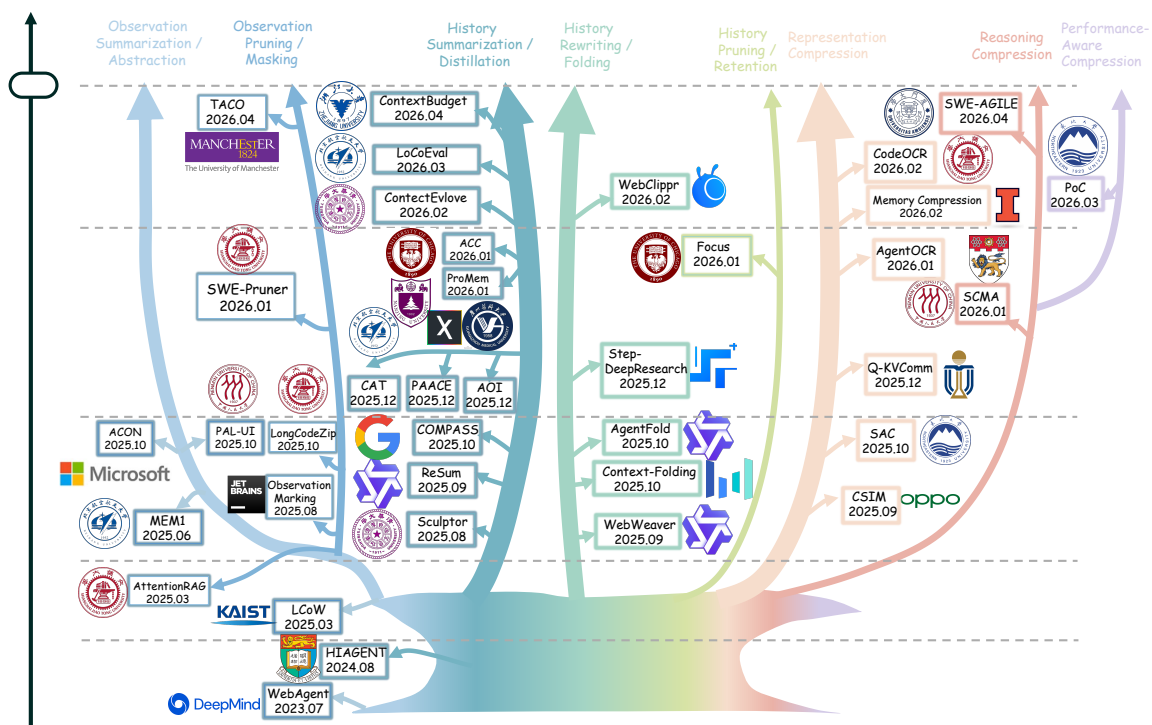 Observation
Summarization /
Abstraction
Observation
Pruning /
Masking
History
Summarization /
Distillation
History
Rewriting /
Folding
History
Pruning /
Retention
Representation
Compression
Reasoning
Compression
Performance-
Aware
Compression
TACO
2026.04
MANCHESTER
1824
The University of Manchester
ContextBudget
2026.04
LoCoEval
2026.03
ContectEvlove
2026.02
WebClippr
2026.02
SWE-AGILE
2026.04
CodeOCR
2026.02
Memory Compression
2026.02
PoC
2026.03
SWE-Pruner
2026.01
ACC
2026.01
ProMem
2026.01
Focus
2026.01
AgentOCR
2026.01
SCMA
2026.01
CAT
2025.12
PAACE
2025.12
AOI
2025.12
Step-
DeepResearch
2025.12
Q-KVComm
2025.12
ACON
2025.10
PAL-UI
2025.10
LongCodeZip
2025.10
COMPASS
2025.10
AgentFold
2025.10
SAC
2025.10
Microsoft
JET
BRAINS
Observation
Marking
2025.08
ReSum
2025.09
Context-Folding
2025.10
CSIM
2025.09
oppo
MEM1
2025.06
Sculptor
2025.08
WebWeaver
2025.09
AttentionRAG
2025.03
KAIST
LCoW
2025.03
HIAGENT
2024.08
DeepMind
WebAgent
2023.07